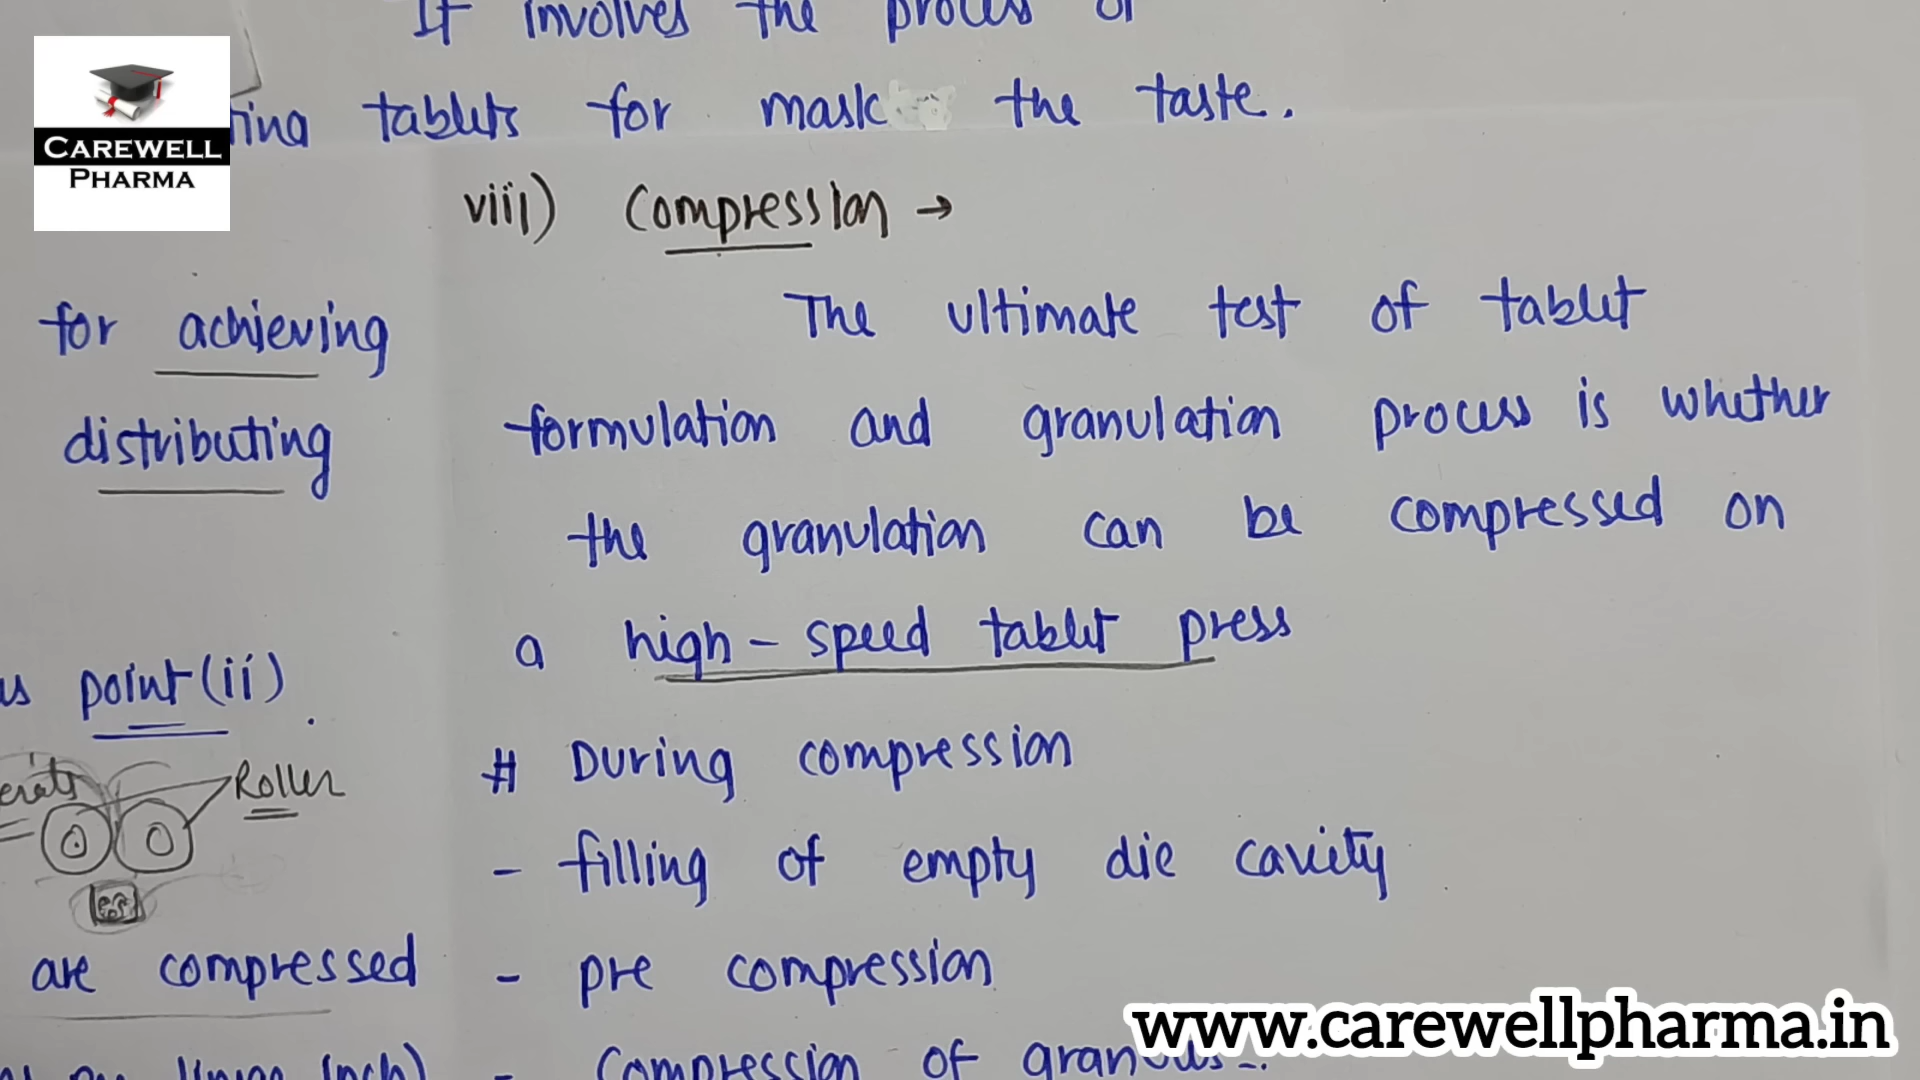 It involves the process of
tablets for mask the taste.
CAREWELL
PHARMA
viii) Compression →
The ultimate test of tablet
formulation and granulation process is whether
the granulation can be compressed on
a high-speed tablet press
# During compression
- filling of empty die cavity
- pre compression
- Compression of granules
for achieving
distributing
point (ii)
Roller
are compressed
inch)
www.carewellpharma.in